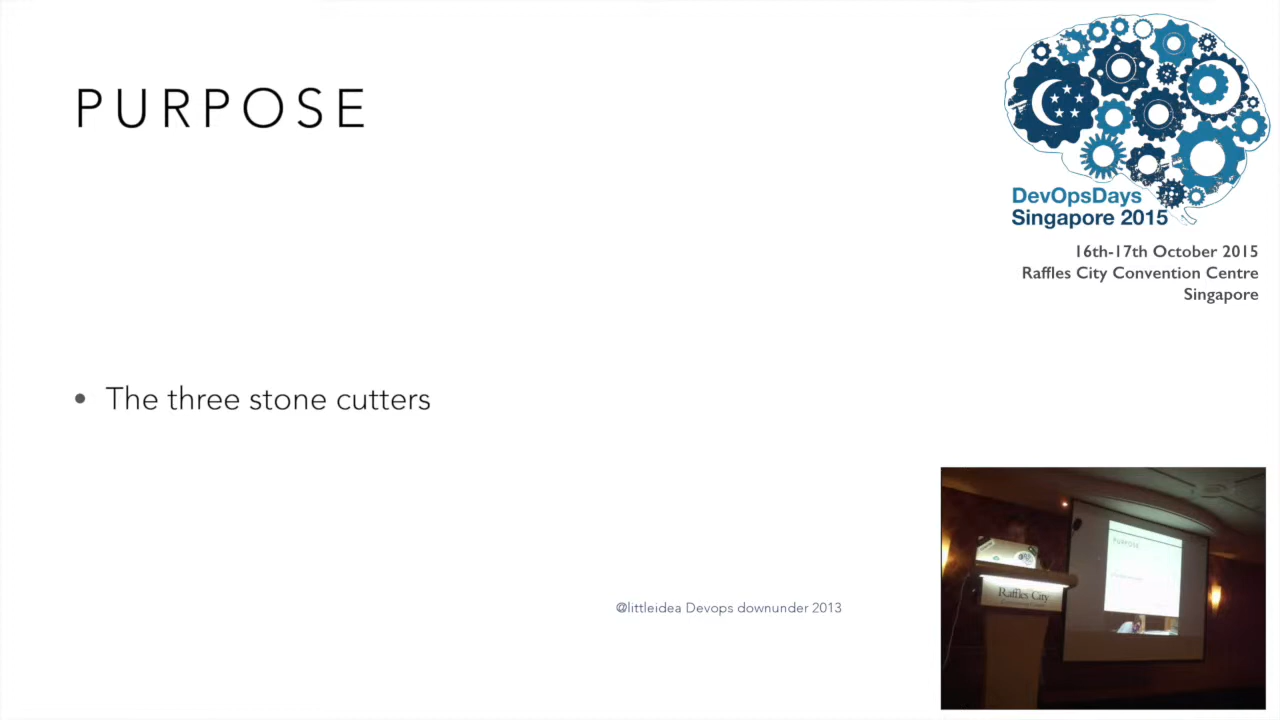 PURPOSE
• The three stone cutters
@littleidea Devops downunder 2013
DevOpsDays
Singapore 2015
16th-17th October 2015
Raffles City Convention Centre
Singapore
PURPOSE
Raffles City